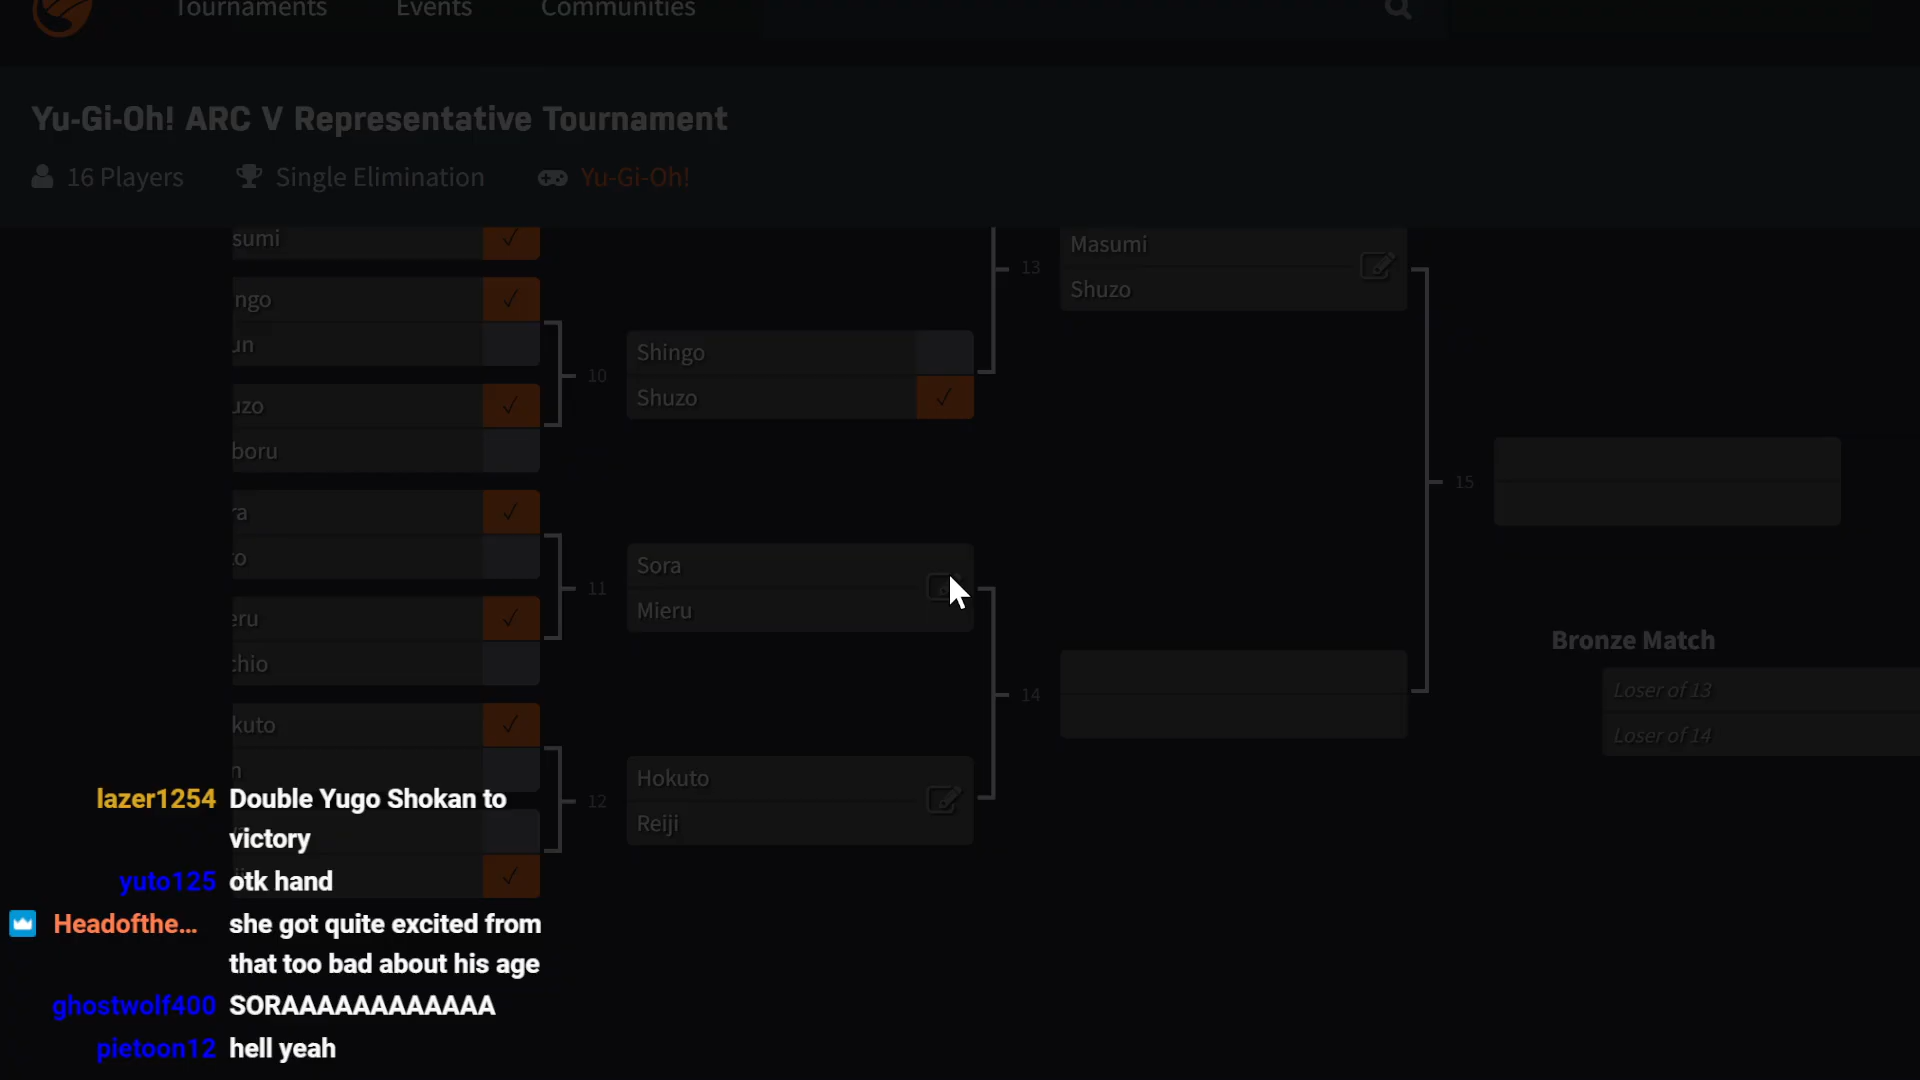 Tournaments Events Communities
Yu-Gi-Oh! ARC V Representative Tournament
16 Players Single Elimination Yu-Gi-Oh!
sumi
ngo
un
uzo
boru
ra
to
eru
chio
kuto
n
10
Shingo
Shuzo
11
Sora
Mieru
12
Hokuto
Reiji
13
Masumi
Shuzo
14
15
Bronze Match
Loser of 13
Loser of 14
lazer1254 Double Yugo Shokan to
victory
yuto125 otk hand
Headofthe... she got quite excited from
that too bad about his age
ghostwolf400 SORAAAAAAAAAAAA
pietoon12 hell yeah